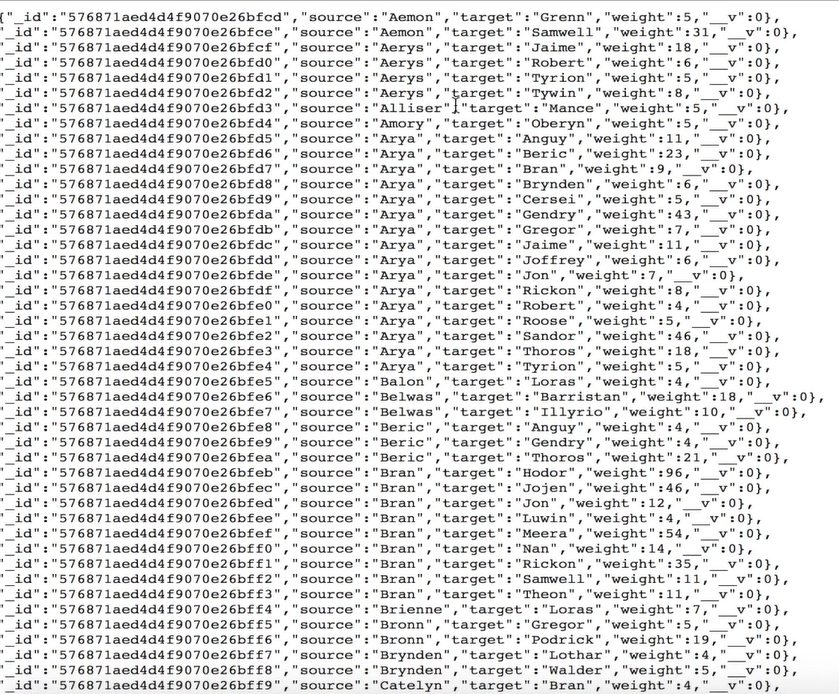 {"_id":"576871aed4d4f9070e26bfcd","source":"Aemon","target":"Grenn","weight":5,"__v":0},
"_id":"576871aed4d4f9070e26bfce","source":"Aemon","target":"Samwell","weight":31,"__v":0},
"_id":"576871aed4d4f9070e26bfcf","source":"Aerys","target":"Jaime","weight":18,"__v":0},
"_id":"576871aed4d4f9070e26bfd0","source":"Aerys","target":"Robert","weight":6,"__v":0},
"_id":"576871aed4d4f9070e26bfd1","source":"Aerys","target":"Tyrion","weight":5,"__v":0},
"_id":"576871aed4d4f9070e26bfd2","source":"Aerys","target":"Tywin","weight":8,"__v":0},
"_id":"576871aed4d4f9070e26bfd3","source":"Alliser","target":"Mance","weight":5,"__v":0},
"_id":"576871aed4d4f9070e26bfd4","source":"Amory","target":"Oberyn","weight":5,"__v":0},
"_id":"576871aed4d4f9070e26bfd5","source":"Arya","target":"Anguy","weight":11,"__v":0},
"_id":"576871aed4d4f9070e26bfd6","source":"Arya","target":"Beric","weight":23,"__v":0},
"_id":"576871aed4d4f9070e26bfd7","source":"Arya","target":"Bran","weight":9,"__v":0},
"_id":"576871aed4d4f9070e26bfd8","source":"Arya","target":"Brynden","weight":6,"__v":0},
"_id":"576871aed4d4f9070e26bfd9","source":"Arya","target":"Cersei","weight":5,"__v":0},
"_id":"576871aed4d4f9070e26bfda","source":"Arya","target":"Gendry","weight":43,"__v":0},
"_id":"576871aed4d4f9070e26bfdb","source":"Arya","target":"Gregor","weight":7,"__v":0},
"_id":"576871aed4d4f9070e26bfdc","source":"Arya","target":"Jaime","weight":11,"__v":0},
"_id":"576871aed4d4f9070e26bfdd","source":"Arya","target":"Joffrey","weight":6,"__v":0},
"_id":"576871aed4d4f9070e26bfde","source":"Arya","target":"Jon","weight":7,"__v":0},
"_id":"576871aed4d4f9070e26bfdf","source":"Arya","target":"Rickon","weight":8,"__v":0},
"_id":"576871aed4d4f9070e26bfe0","source":"Arya","target":"Robert","weight":4,"__v":0},
"_id":"576871aed4d4f9070e26bfe1","source":"Arya","target":"Roose","weight":5,"__v":0},
"_id":"576871aed4d4f9070e26bfe2","source":"Arya","target":"Sandor","weight":46,"__v":0},
"_id":"576871aed4d4f9070e26bfe3","source":"Arya","target":"Thoros","weight":18,"__v":0},
"_id":"576871aed4d4f9070e26bfe4","source":"Arya","target":"Tyrion","weight":5,"__v":0},
"_id":"576871aed4d4f9070e26bfe5","source":"Balon","target":"Loras","weight":4,"__v":0},
"_id":"576871aed4d4f9070e26bfe6","source":"Belwas","target":"Barristan","weight":18,"__v":0},
"_id":"576871aed4d4f9070e26bfe7","source":"Belwas","target":"Illyrio","weight":10,"__v":0},
"_id":"576871aed4d4f9070e26bfe8","source":"Beric","target":"Anguy","weight":4,"__v":0},
"_id":"576871aed4d4f9070e26bfe9","source":"Beric","target":"Gendry","weight":4,"__v":0},
"_id":"576871aed4d4f9070e26bfea","source":"Beric","target":"Thoros","weight":21,"__v":0},
"_id":"576871aed4d4f9070e26bfeb","source":"Bran","target":"Hodor","weight":96,"__v":0},
"_id":"576871aed4d4f9070e26bfec","source":"Bran","target":"Jojen","weight":46,"__v":0},
"_id":"576871aed4d4f9070e26bfed","source":"Bran","target":"Jon","weight":12,"__v":0},
"_id":"576871aed4d4f9070e26bfee","source":"Bran","target":"Luwin","weight":4,"__v":0},
"_id":"576871aed4d4f9070e26bfef","source":"Bran","target":"Meera","weight":54,"__v":0},
"_id":"576871aed4d4f9070e26bff0","source":"Bran","target":"Nan","weight":14,"__v":0},
"_id":"576871aed4d4f9070e26bff1","source":"Bran","target":"Rickon","weight":35,"__v":0},
"_id":"576871aed4d4f9070e26bff2","source":"Bran","target":"Samwell","weight":11,"__v":0},
"_id":"576871aed4d4f9070e26bff3","source":"Bran","target":"Theon","weight":11,"__v":0},
"_id":"576871aed4d4f9070e26bff4","source":"Brienne","target":"Loras","weight":7,"__v":0},
"_id":"576871aed4d4f9070e26bff5","source":"Bronn","target":"Gregor","weight":5,"__v":0},
"_id":"576871aed4d4f9070e26bff6","source":"Bronn","target":"Podrick","weight":19,"__v":0},
"_id":"576871aed4d4f9070e26bff7","source":"Brynden","target":"Lothar","weight":4,"__v":0},
"_id":"576871aed4d4f9070e26bff8","source":"Brynden","target":"Walder","weight":5,"__v":0},
"_id":"576871aed4d4f9070e26bff9","source":"Catelyn","target":"Bran","weight":4,"__v":0},